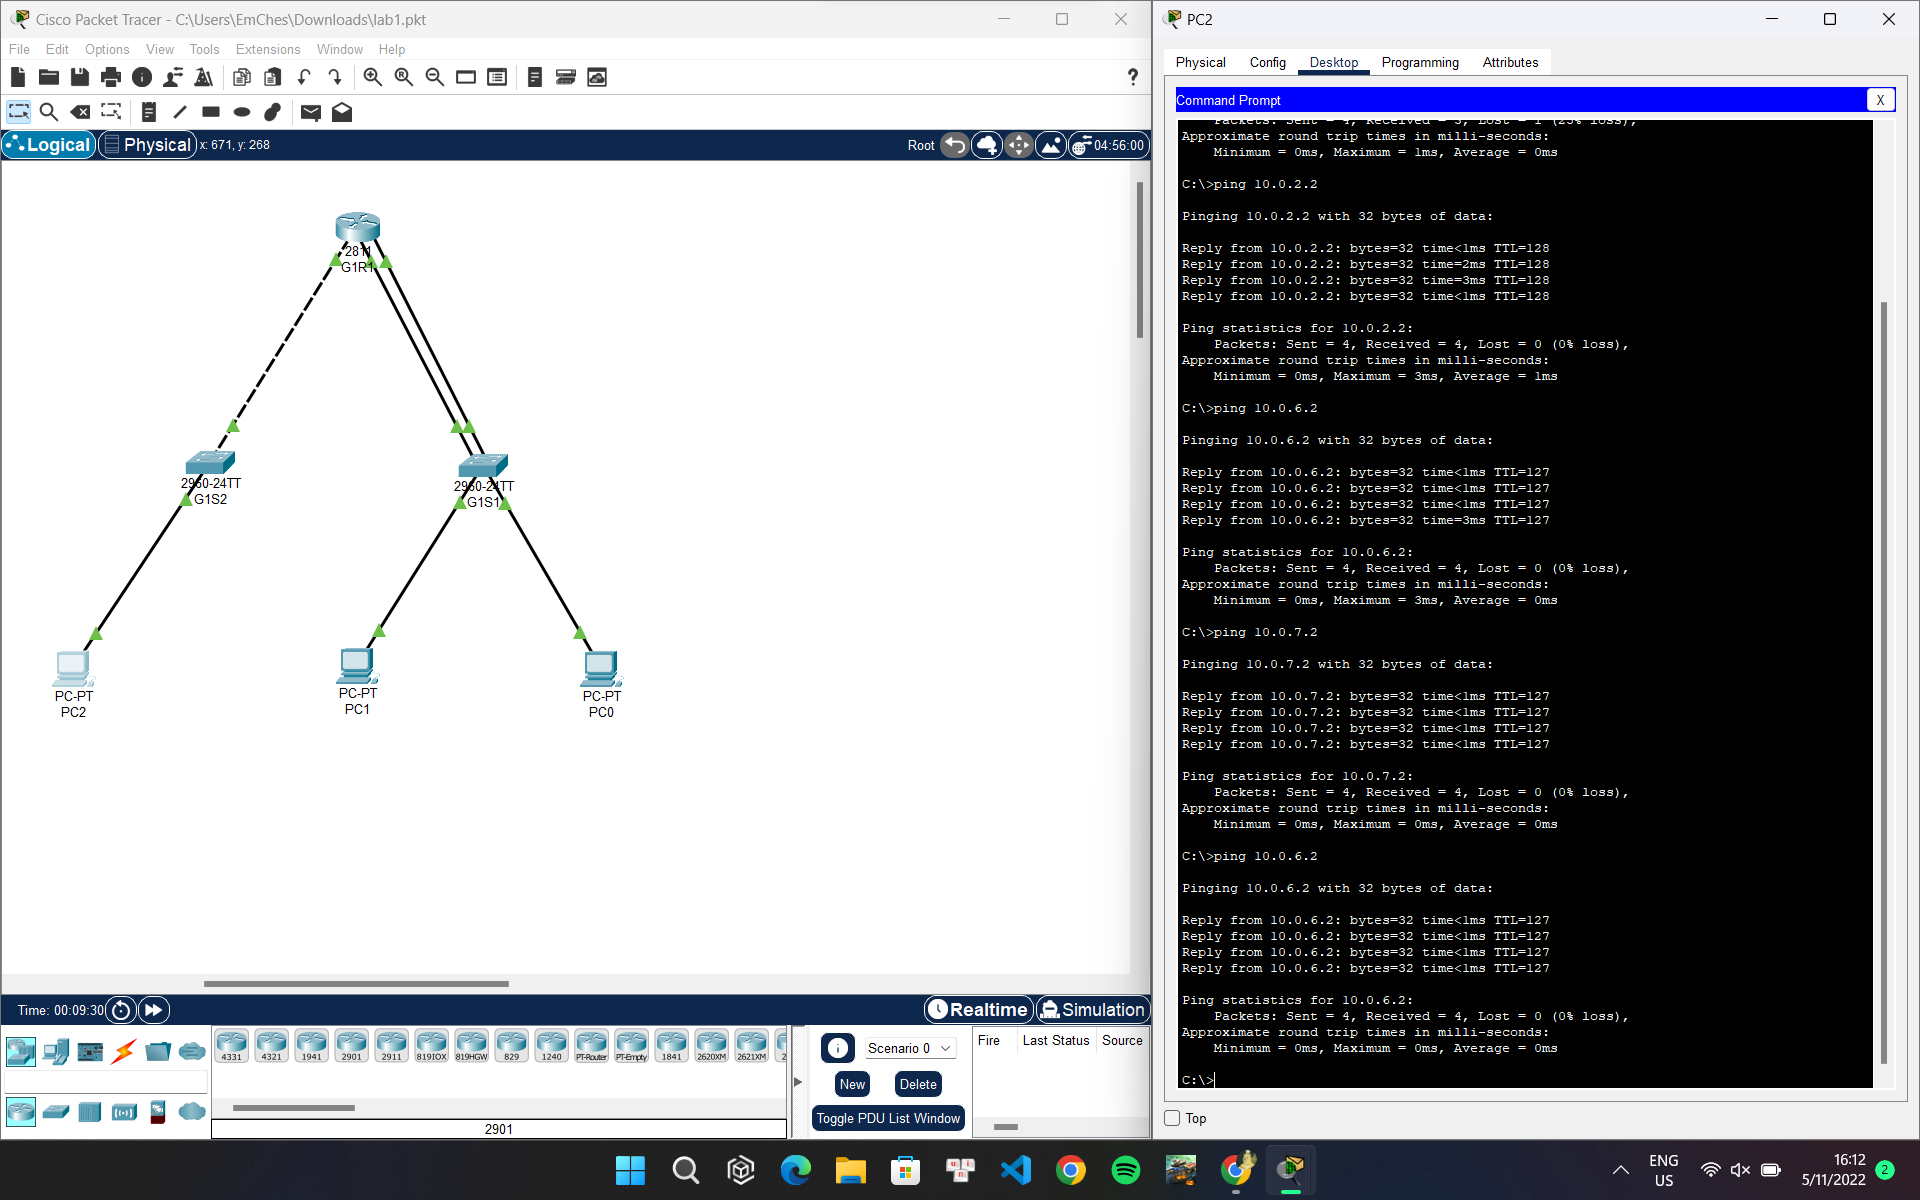 Cisco Packet Tracer - C:\Users\EmChes\Downloads\lab1.pkt
File Edit Options View Tools Extensions Window Help
Logical Physical x: 671, y: 268
Root 04:56:00
2811
G1R1
2960-24TT
G1S2
2960-24TT
G1S1
PC-PT
PC2
PC-PT
PC1
PC-PT
PC0
Time: 00:09:30
Realtime Simulation
4331 4321 1941 2901 2911 819IOX 819HGW 829 1240 PT-Router PT-Empty 1841 2620XM 2621XM 2
2901
Scenario 0
New Delete
Toggle PDU List Window
Fire Last Status Source
PC2
Physical Config Desktop Programming Attributes
Command Prompt
X
Packets: Sent = 4, Received = 3, Lost = 1 (25% loss),
Approximate round trip times in milli-seconds:
Minimum = 0ms, Maximum = 1ms, Average = 0ms
C:\>ping 10.0.2.2
Pinging 10.0.2.2 with 32 bytes of data:
Reply from 10.0.2.2: bytes=32 time<1ms TTL=128
Reply from 10.0.2.2: bytes=32 time=2ms TTL=128
Reply from 10.0.2.2: bytes=32 time=3ms TTL=128
Reply from 10.0.2.2: bytes=32 time<1ms TTL=128
Ping statistics for 10.0.2.2:
Packets: Sent = 4, Received = 4, Lost = 0 (0% loss),
Approximate round trip times in milli-seconds:
Minimum = 0ms, Maximum = 3ms, Average = 1ms
C:\>ping 10.0.6.2
Pinging 10.0.6.2 with 32 bytes of data:
Reply from 10.0.6.2: bytes=32 time<1ms TTL=127
Reply from 10.0.6.2: bytes=32 time<1ms TTL=127
Reply from 10.0.6.2: bytes=32 time<1ms TTL=127
Reply from 10.0.6.2: bytes=32 time=3ms TTL=127
Ping statistics for 10.0.6.2:
Packets: Sent = 4, Received = 4, Lost = 0 (0% loss),
Approximate round trip times in milli-seconds:
Minimum = 0ms, Maximum = 3ms, Average = 0ms
C:\>ping 10.0.7.2
Pinging 10.0.7.2 with 32 bytes of data:
Reply from 10.0.7.2: bytes=32 time<1ms TTL=127
Reply from 10.0.7.2: bytes=32 time<1ms TTL=127
Reply from 10.0.7.2: bytes=32 time<1ms TTL=127
Reply from 10.0.7.2: bytes=32 time<1ms TTL=127
Ping statistics for 10.0.7.2:
Packets: Sent = 4, Received = 4, Lost = 0 (0% loss),
Approximate round trip times in milli-seconds:
Minimum = 0ms, Maximum = 0ms, Average = 0ms
C:\>ping 10.0.6.2
Pinging 10.0.6.2 with 32 bytes of data:
Reply from 10.0.6.2: bytes=32 time<1ms TTL=127
Reply from 10.0.6.2: bytes=32 time<1ms TTL=127
Reply from 10.0.6.2: bytes=32 time<1ms TTL=127
Reply from 10.0.6.2: bytes=32 time<1ms TTL=127
Ping statistics for 10.0.6.2:
Packets: Sent = 4, Received = 4, Lost = 0 (0% loss),
Approximate round trip times in milli-seconds:
Minimum = 0ms, Maximum = 0ms, Average = 0ms
C:\>
Top
ENG
US
16:12
5/11/2022
2